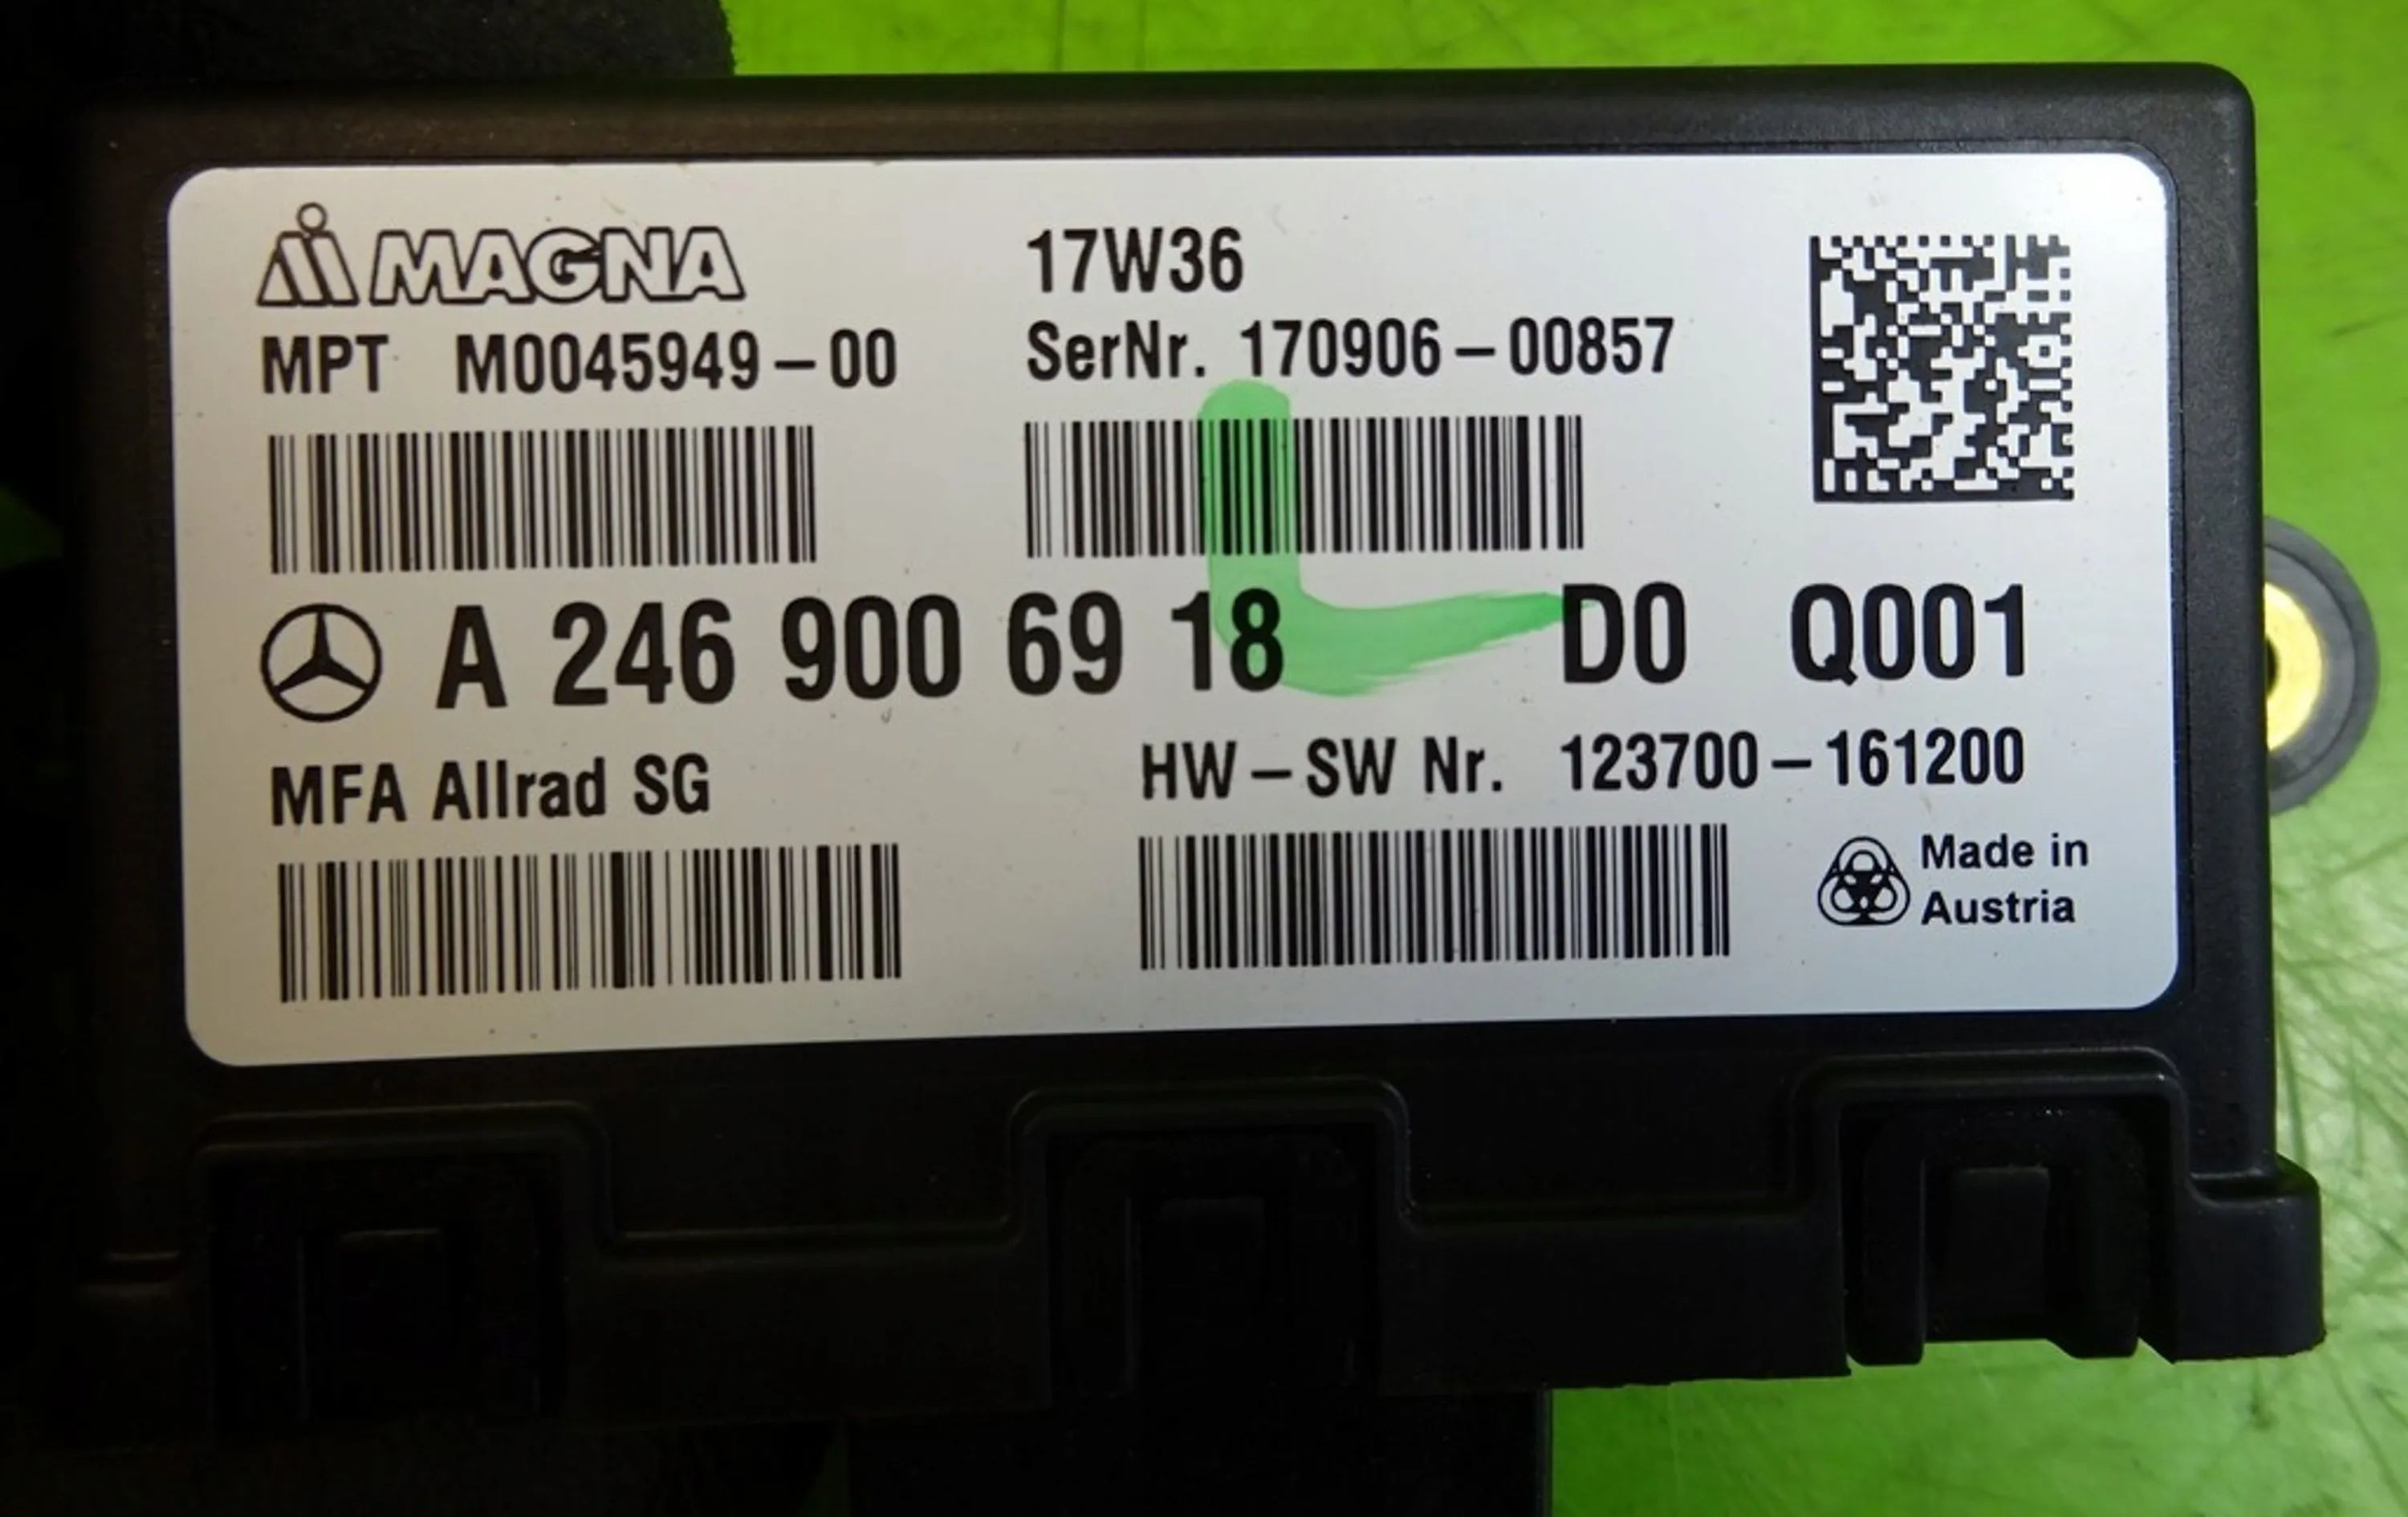 MAGNA
17W36
MPT M0045949-00
SerNr. 170906-00857
A 246 900 69 18 D0 Q001
MFA Allrad SG
HW-SW Nr. 123700-161200
Made in
Austria